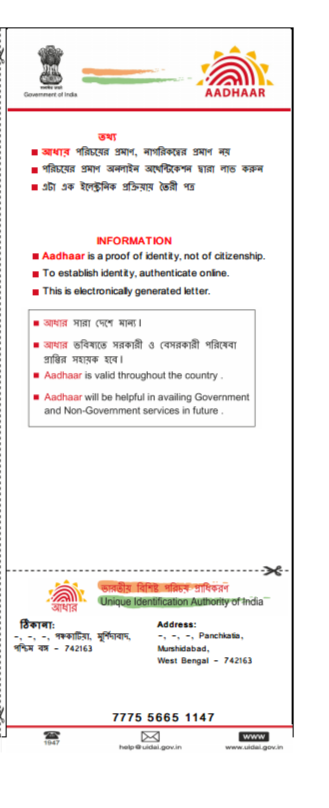 Government of India
AADHAAR
তথ্য
আধার পরিচয়ের প্রমাণ, নাগরিকত্বের প্রমাণ নয়
পরিচয়ের প্রমাণ অনলাইন অথেন্টিকেশন দ্বারা লাভ করুন
এটা এক ইলেক্ট্রনিক প্রক্রিয়ায় তৈরী পত্র
INFORMATION
Aadhaar is a proof of identity, not of citizenship.
To establish identity, authenticate online.
This is electronically generated letter.
আধার সারা দেশে মান্য।
আধার ভবিষ্যতে সরকারী ও বেসরকারী পরিষেবা
প্রাপ্তির সহায়ক হবে।
Aadhaar is valid throughout the country .
Aadhaar will be helpful in availing Government
and Non-Government services in future .
ভারতীয় বিশিষ্ট পরিচয় প্রাধিকরণ
Unique Identification Authority of India
আধার
ঠিকানা:
-, -, -, পঞ্চকাটিয়া, মূর্শিদাবাদ,
পশ্চিম বঙ্গ - 742163
Address:
-, -, -, Panchkatia,
Murshidabad,
West Bengal - 742163
7775 5665 1147
1947
help@uidai.gov.in
www
www.uidai.gov.in